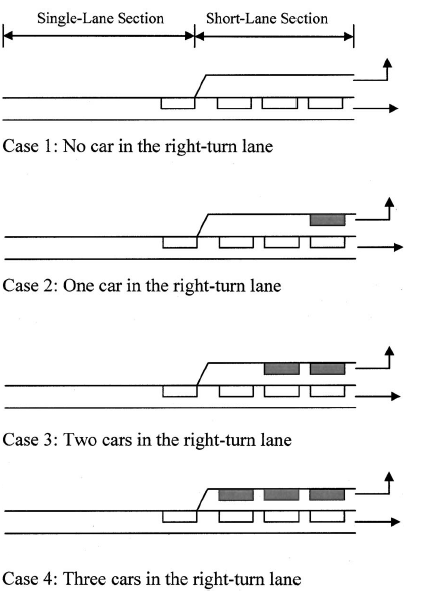 Single-Lane Section Short-Lane Section
Case 1: No car in the right-turn lane
Case 2: One car in the right-turn lane
Case 3: Two cars in the right-turn lane
Case 4: Three cars in the right-turn lane